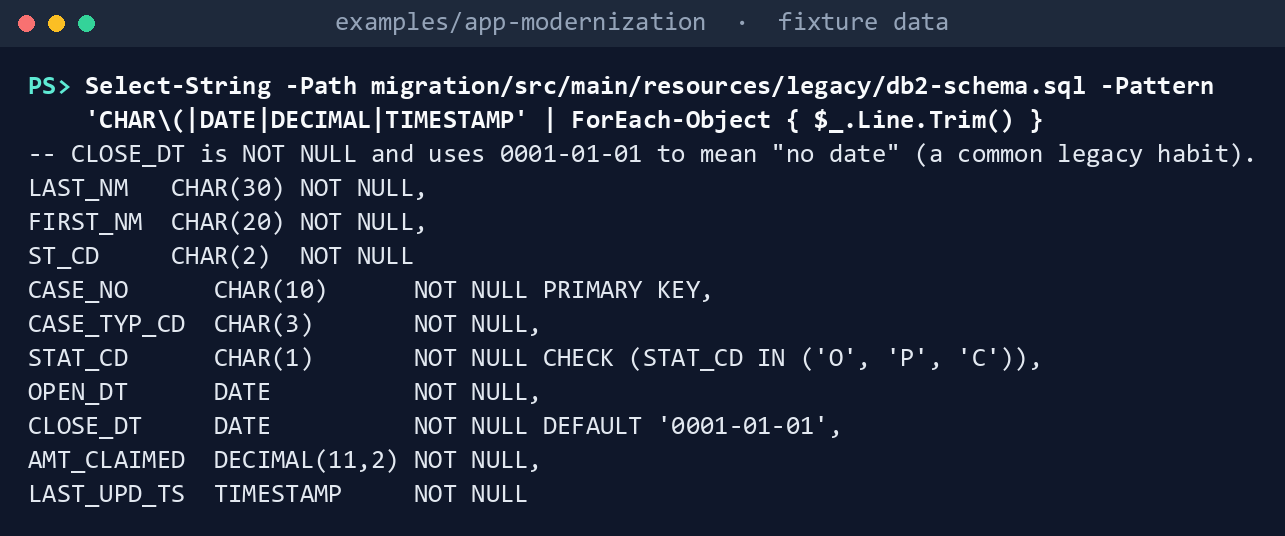 examples/app-modernization · fixture data
PS> Select-String -Path migration/src/main/resources/legacy/db2-schema.sql -Pattern
    'CHAR\(|DATE|DECIMAL|TIMESTAMP' | ForEach-Object { $_.Line.Trim() }
-- CLOSE_DT is NOT NULL and uses 0001-01-01 to mean "no date" (a common legacy habit).
LAST_NM   CHAR(30) NOT NULL,
FIRST_NM  CHAR(20) NOT NULL,
ST_CD     CHAR(2)  NOT NULL
CASE_NO      CHAR(10)      NOT NULL PRIMARY KEY,
CASE_TYP_CD  CHAR(3)       NOT NULL,
STAT_CD      CHAR(1)       NOT NULL CHECK (STAT_CD IN ('O', 'P', 'C')),
OPEN_DT      DATE          NOT NULL,
CLOSE_DT     DATE          NOT NULL DEFAULT '0001-01-01',
AMT_CLAIMED  DECIMAL(11,2) NOT NULL,
LAST_UPD_TS  TIMESTAMP     NOT NULL